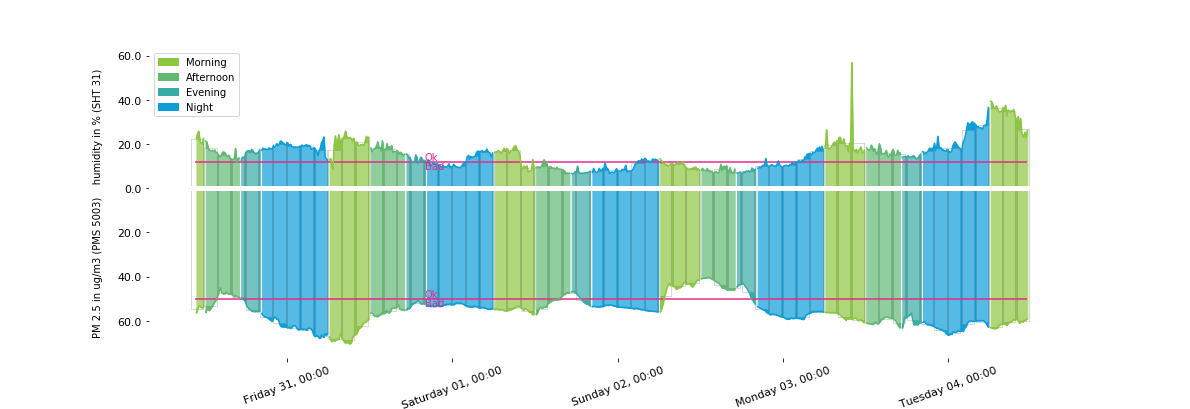 60.0
40.0
20.0
0.0
20.0
40.0
60.0
humidity in % (SHT 31)
PM 2.5 in ug/m3 (PMS 5003)
Morning
Afternoon
Evening
Night
Ok
Bad
Ok
Bad
Friday 31, 00:00
Saturday 01, 00:00
Sunday 02, 00:00
Monday 03, 00:00
Tuesday 04, 00:00